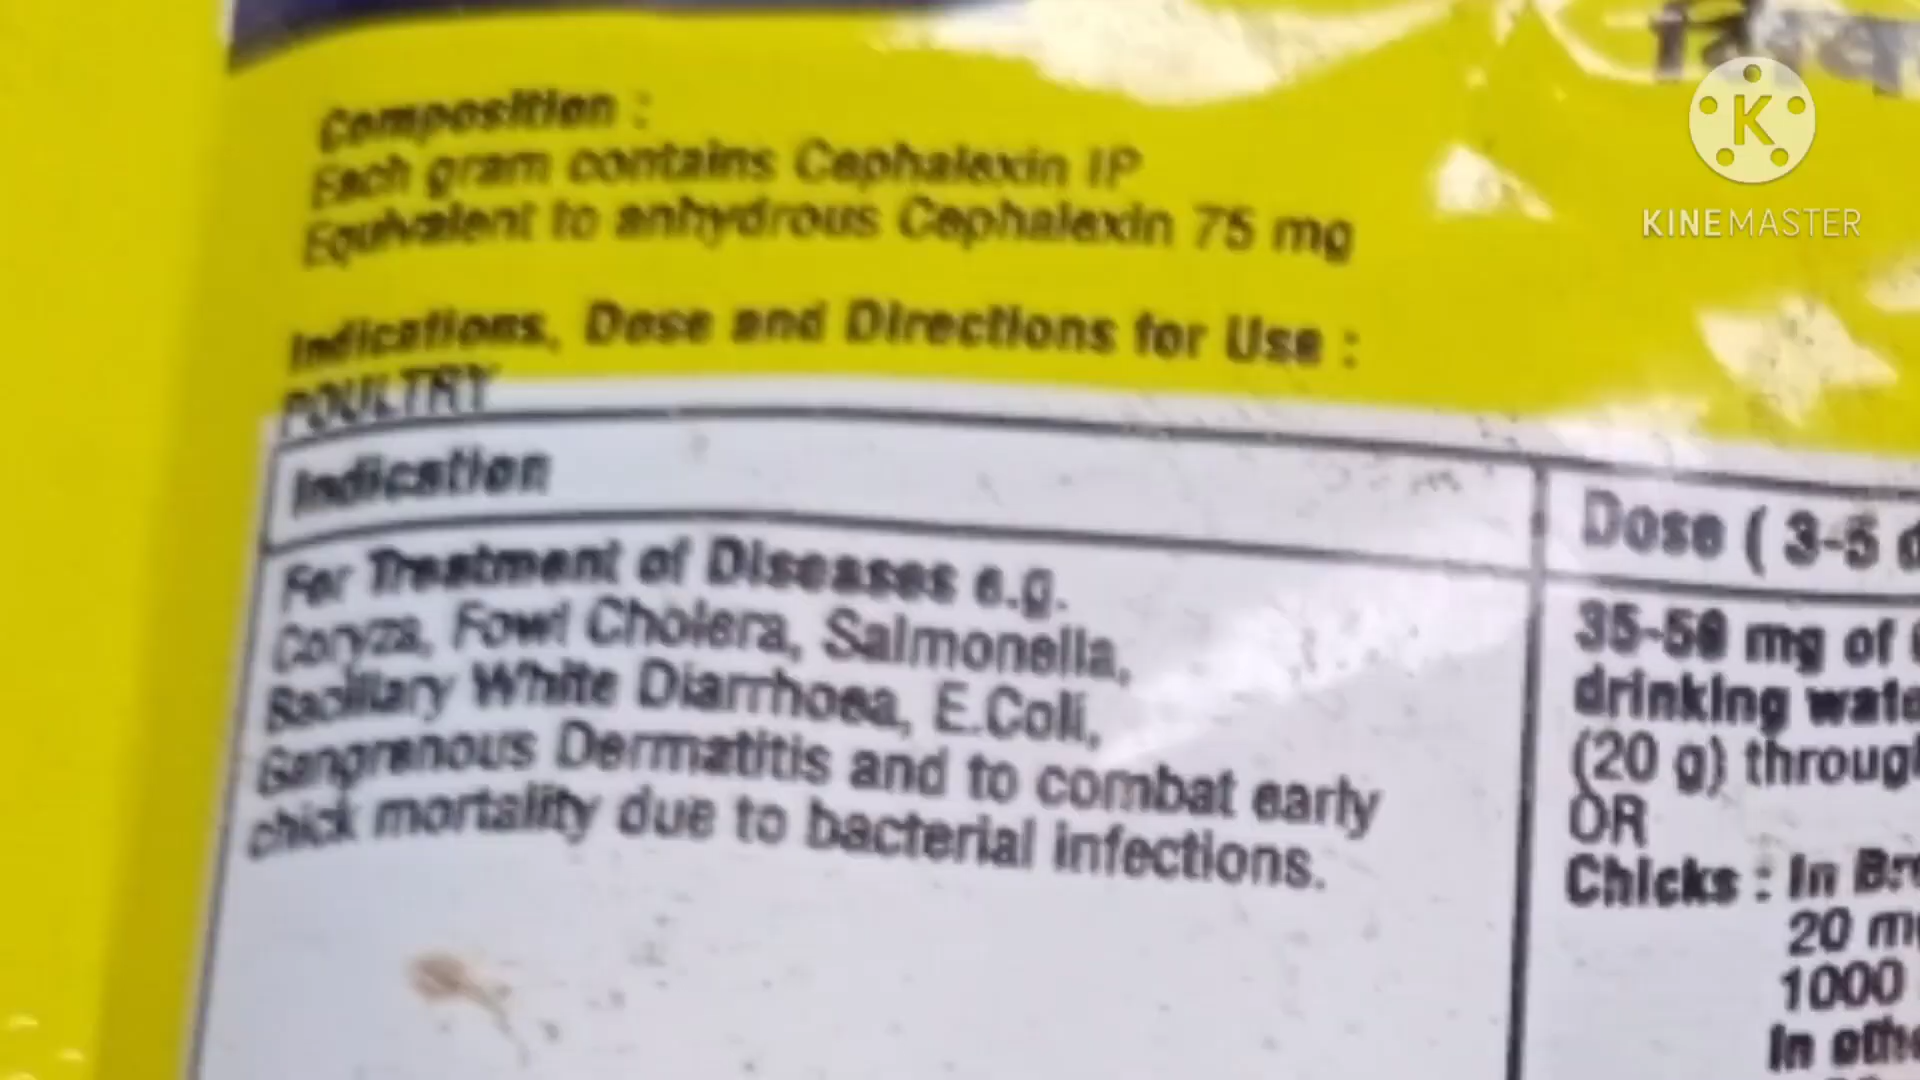 Composition :
Each gram contains Cephalexin IP
Equivalent to anhydrous Cephalexin 75 mg
Indications, Dose and Directions for Use :
POULTRY
Indication
For Treatment of Diseases e.g.
Coryza, Fowl Cholera, Salmonella,
Bacillary White Diarrhoea, E.Coli,
Gangrenous Dermatitis and to combat early
chick mortality due to bacterial infections.
Dose ( 3-5
35-50 mg of
drinking
(20 g)
OR
Chicks : In
20
1000
In
K
KINEMASTER